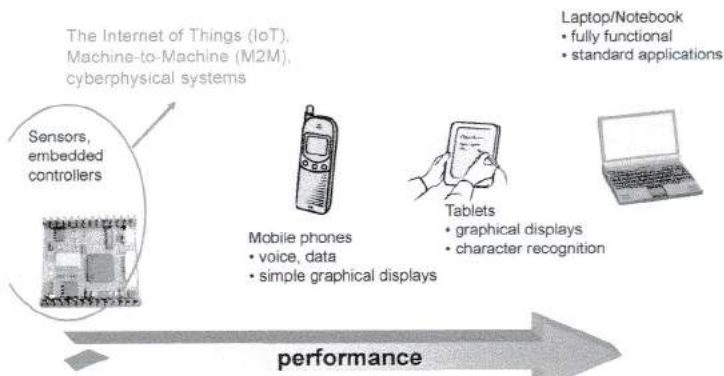 The Internet of Things (IoT),
Machine-to-Machine (M2M),
cyberphysical systems
Laptop/Notebook
• fully functional
• standard applications
Sensors,
embedded
controllers
Mobile phones
• voice, data
• simple graphical displays
Tablets
• graphical displays
• character recognition
performance